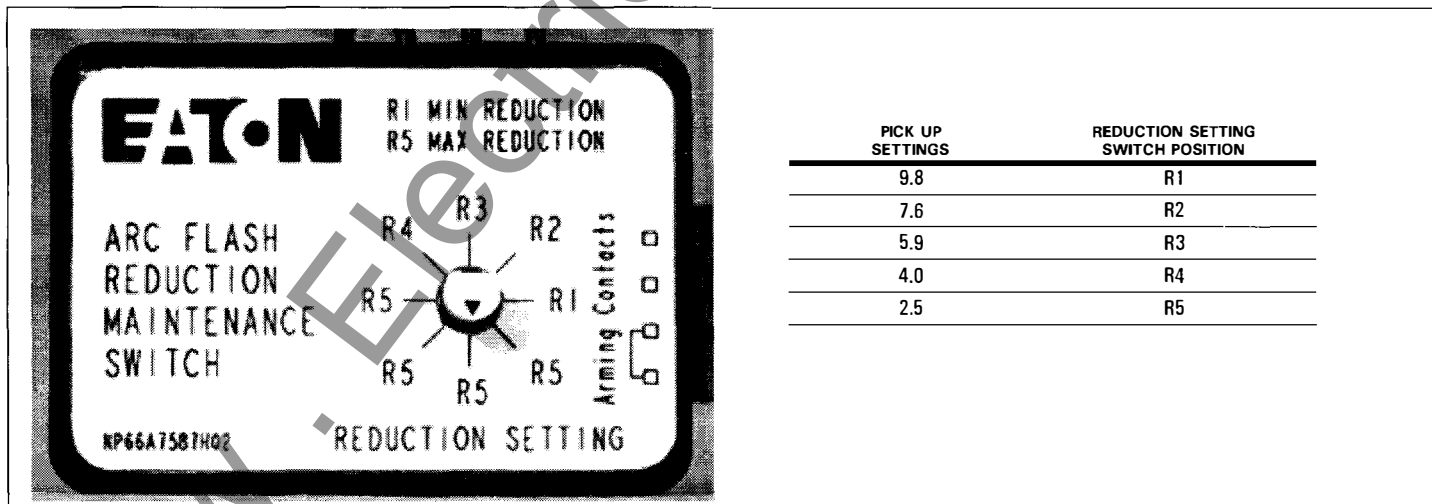 EATON
R1 MIN REDUCTION
R5 MAX REDUCTION
ARC FLASH
REDUCTION
MAINTENANCE
SWITCH
R5
R4
R3
R2
R1
R5
R5
R5
Arming Contacts
NP66A7587H02
REDUCTION SETTING
PICK UP SETTINGS REDUCTION SETTING SWITCH POSITION
9.8 R1
7.6 R2
5.9 R3
4.0 R4
2.5 R5